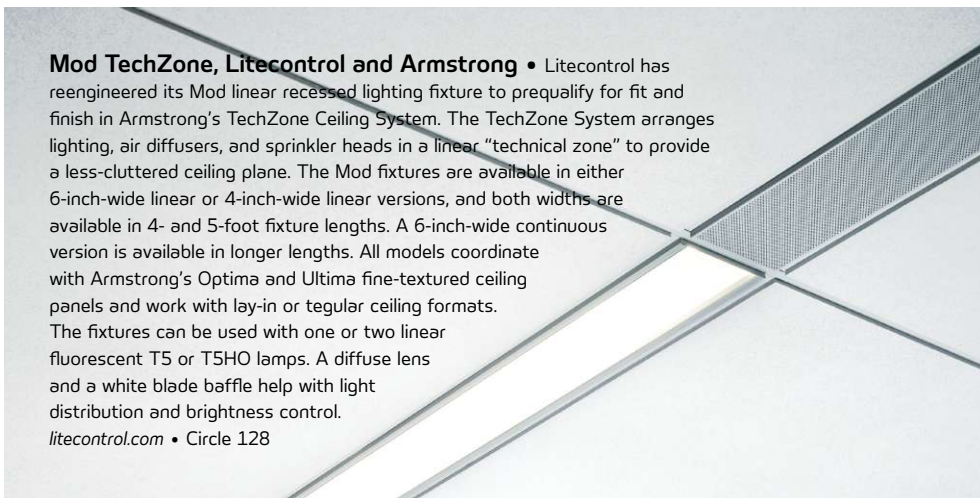 Mod TechZone, Litecontrol and Armstrong • Litecontrol has
reengineered its Mod linear recessed lighting fixture to prequalify for fit and
finish in Armstrong's TechZone Ceiling System. The TechZone System arranges
lighting, air diffusers, and sprinkler heads in a linear “technical zone” to provide
a less-cluttered ceiling plane. The Mod fixtures are available in either
6-inch-wide linear or 4-inch-wide linear versions, and both widths are
available in 4- and 5-foot fixture lengths. A 6-inch-wide continuous
version is available in longer lengths. All models coordinate
with Armstrong's Optima and Ultima fine-textured ceiling
panels and work with lay-in or tegular ceiling formats.
The fixtures can be used with one or two linear
fluorescent T5 or T5HO lamps. A diffuse lens
and a white blade baffle help with light
distribution and brightness control.
litecontrol.com • Circle 128